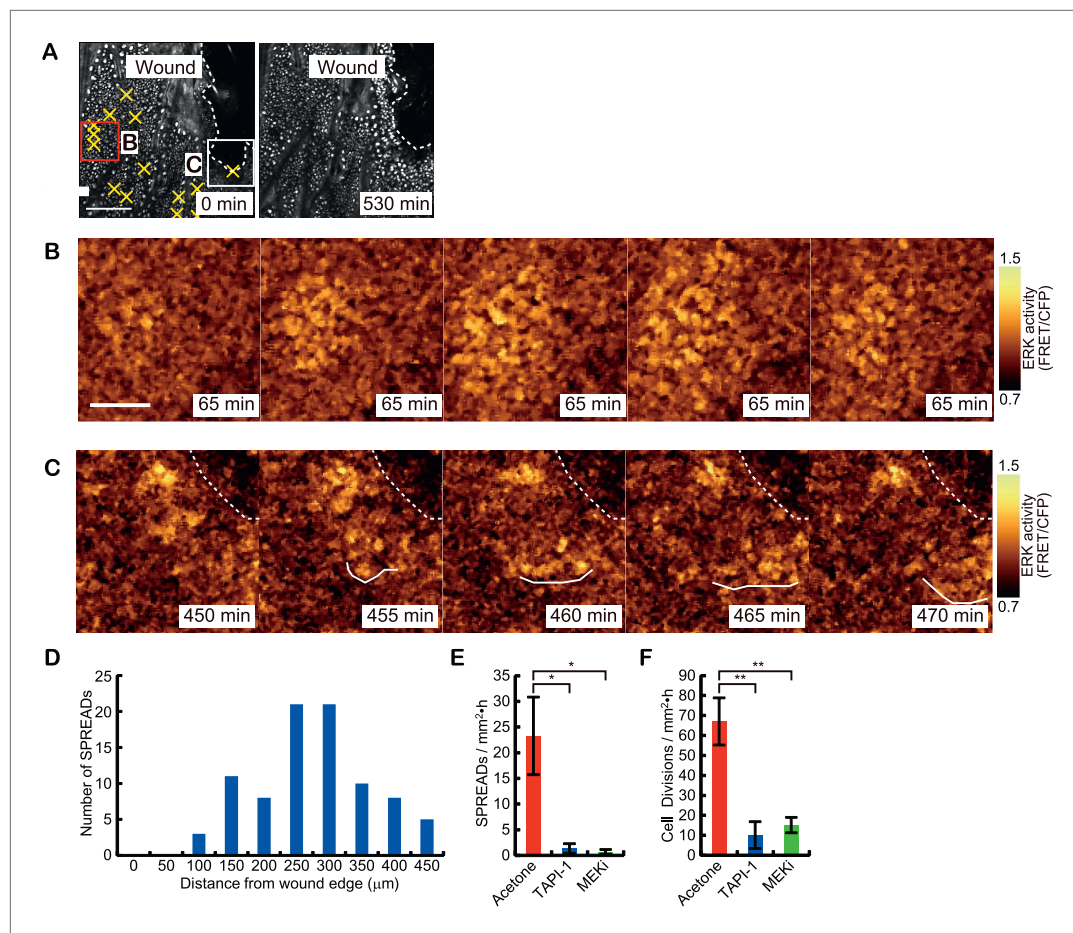 A
Wound
Wound
B
C
0 min
530 min
B
65 min
65 min
65 min
65 min
65 min
1.5
0.7
ERK activity
(FRET/CFP)
C
450 min
455 min
460 min
465 min
470 min
1.5
0.7
ERK activity
(FRET/CFP)
D
Number of SPREADs
25
20
15
10
5
0
0 50 100 150 200 250 300 350 400 450
Distance from wound edge (μm)
E
SPREADs / mm²•h
35
30
25
20
15
10
5
0
*
*
Acetone
TAPI-1
MEKi
F
Cell Divisions / mm²•h
90
80
70
60
50
40
30
20
10
0
**
**
Acetone
TAPI-1
MEKi